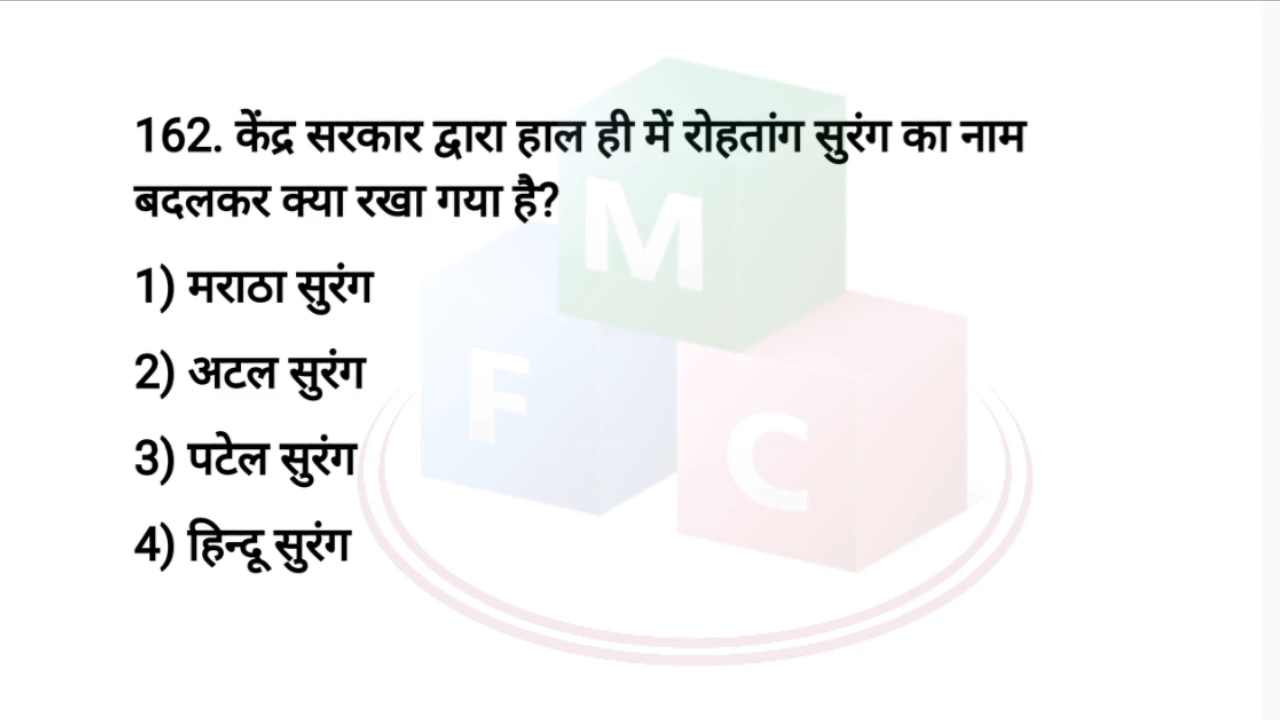 162. केंद्र सरकार द्वारा हाल ही में रोहतांग सुरंग का नाम
बदलकर क्या रखा गया है?
1) मराठा सुरंग
2) अटल सुरंग
3) पटेल सुरंग
4) हिन्दू सुरंग
M
F
C